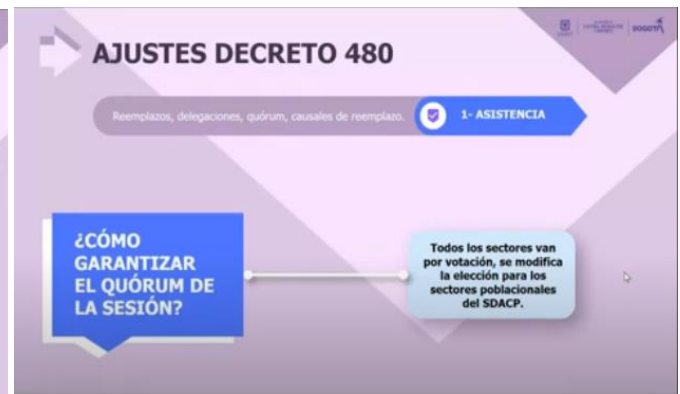 BOGOTÁ
AJUSTES DECRETO 480
Reemplazos, delegaciones, quórum, causales de reemplazo.
1- ASISTENCIA
¿CÓMO
GARANTIZAR
EL QUÓRUM DE
LA SESIÓN?
Todos los sectores van
por votación, se modifica
la elección para los
sectores poblacionales
del SDACP.